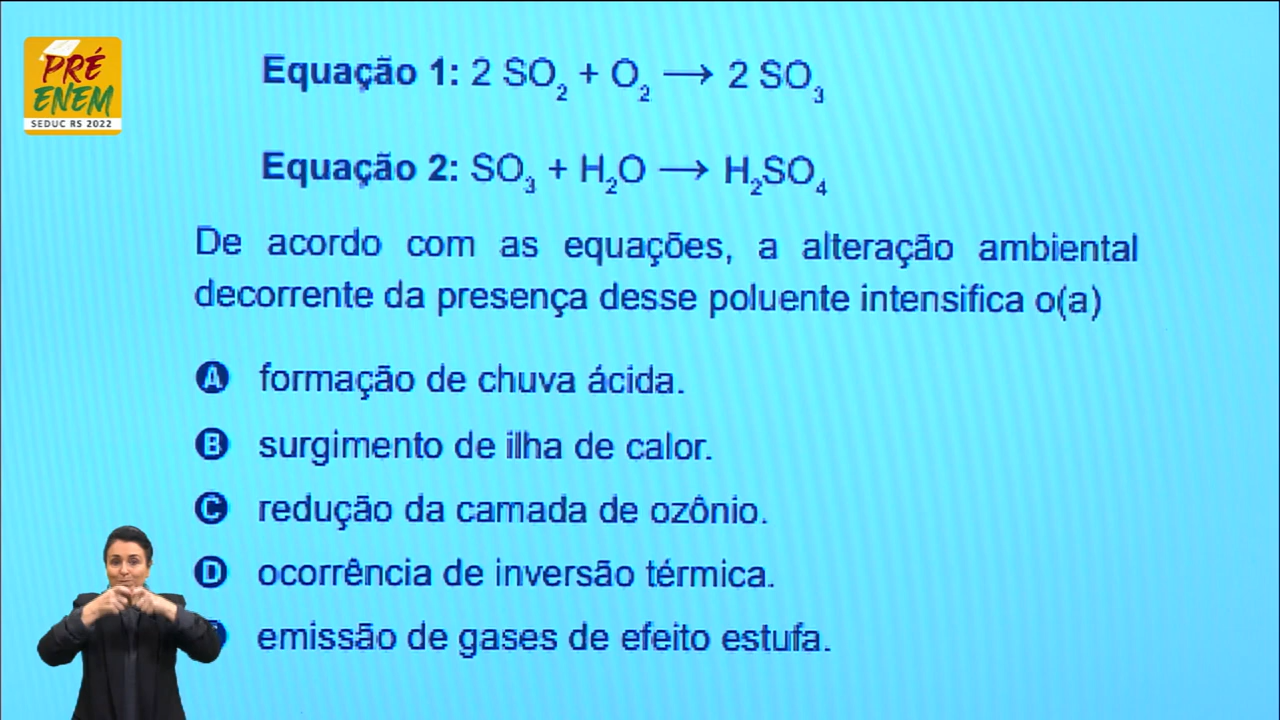 PRÉ
ENEM
SEDUC RS 2022
Equação 1: 2 SO₂ + O₂ ⟶ 2 SO₃
Equação 2: SO₃ + H₂O ⟶ H₂SO₄
De acordo com as equações, a alteração ambiental
decorrente da presença desse poluente intensifica o(a)
A formação de chuva ácida.
B surgimento de ilha de calor.
C redução da camada de ozônio.
D ocorrência de inversão térmica.
emissão de gases de efeito estufa.